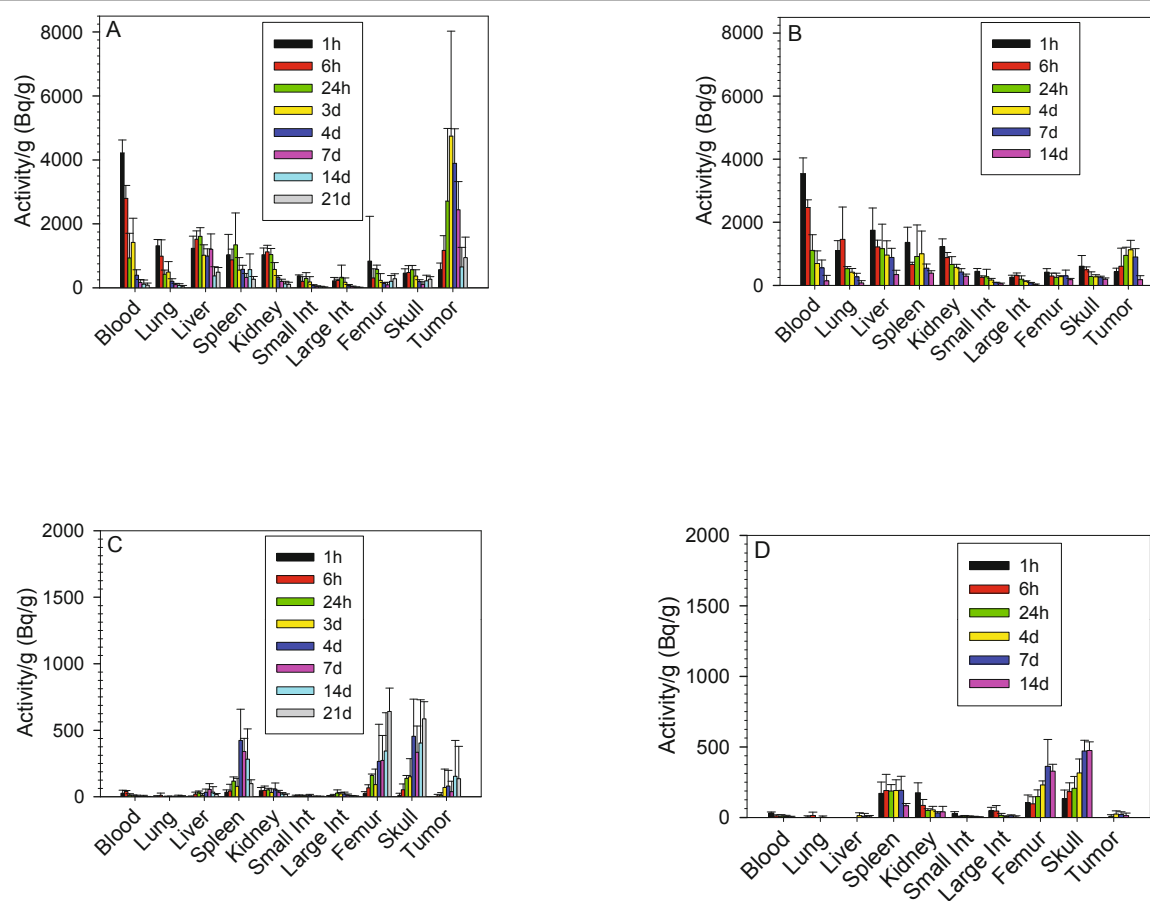 A
Activity/g (Bq/g)
8000
6000
4000
2000
0
1h
6h
24h
3d
4d
7d
14d
21d
Blood
Lung
Liver
Spleen
Kidney
Small Int
Large Int
Femur
Skull
Tumor
B
Activity/g (Bq/g)
8000
6000
4000
2000
0
1h
6h
24h
4d
7d
14d
Blood
Lung
Liver
Spleen
Kidney
Small Int
Large Int
Femur
Skull
Tumor
C
Activity/g (Bq/g)
2000
1500
1000
500
0
1h
6h
24h
3d
4d
7d
14d
21d
Blood
Lung
Liver
Spleen
Kidney
Small Int
Large Int
Femur
Skull
Tumor
D
Activity/g (Bq/g)
2000
1500
1000
500
0
1h
6h
24h
4d
7d
14d
Blood
Lung
Liver
Spleen
Kidney
Small Int
Large Int
Femur
Skull
Tumor